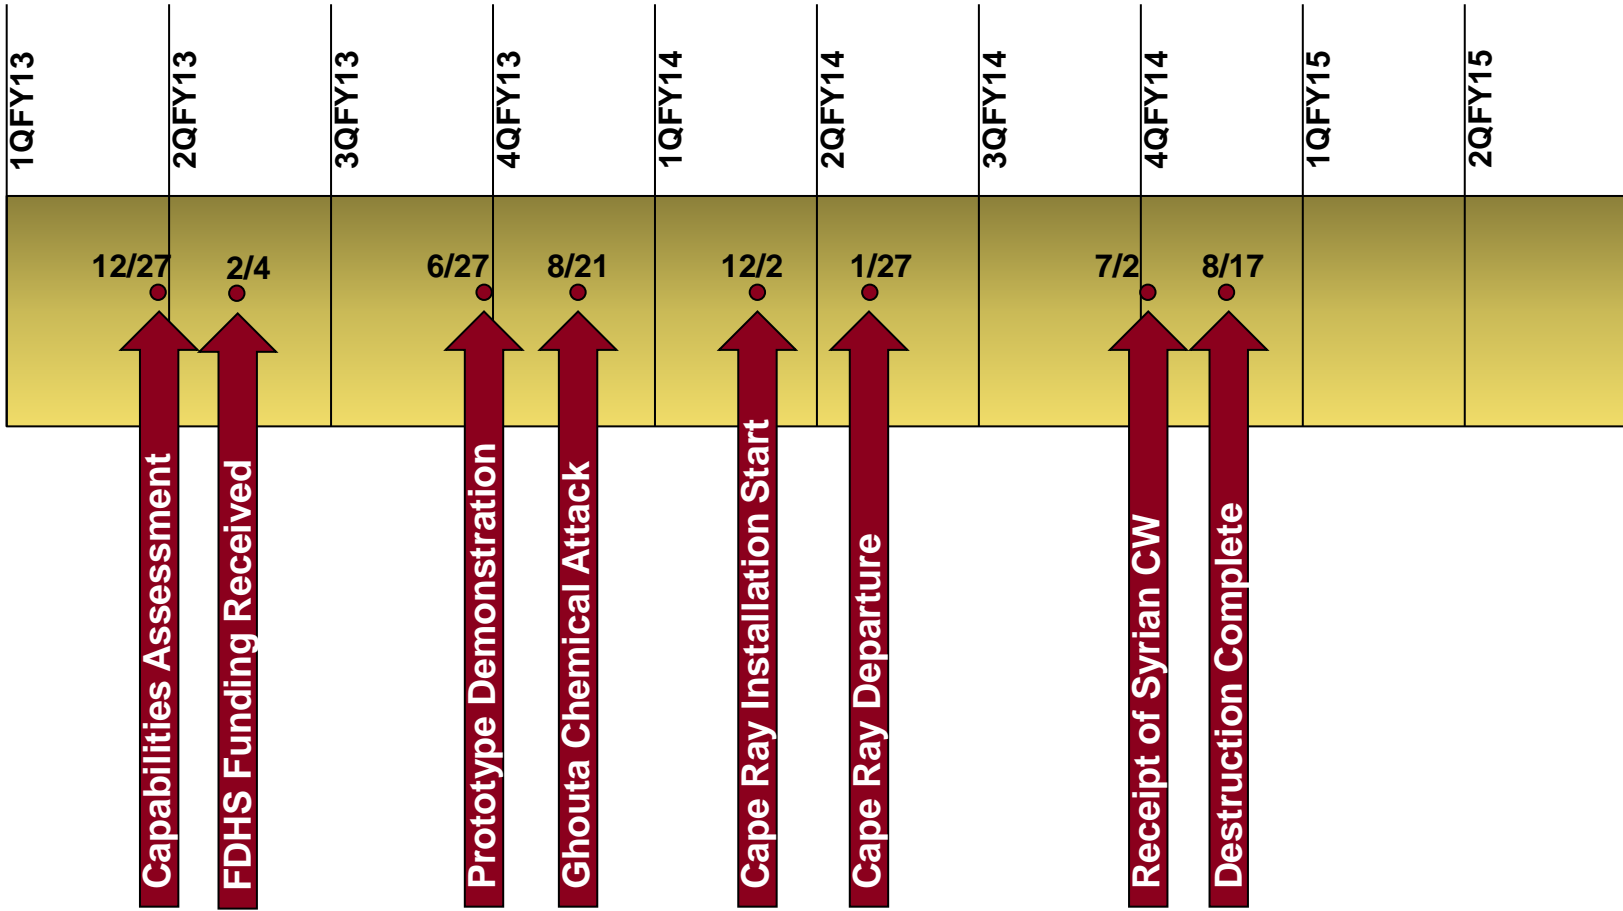 1QFY13
2QFY13
3QFY13
4QFY13
1QFY14
2QFY14
3QFY14
4QFY14
1QFY15
2QFY15
12/27
2/4
6/27
8/21
12/2
1/27
7/2
8/17
Capabilities Assessment
FDHS Funding Received
Prototype Demonstration
Ghouta Chemical Attack
Cape Ray Installation Start
Cape Ray Departure
Receipt of Syrian CW
Destruction Complete